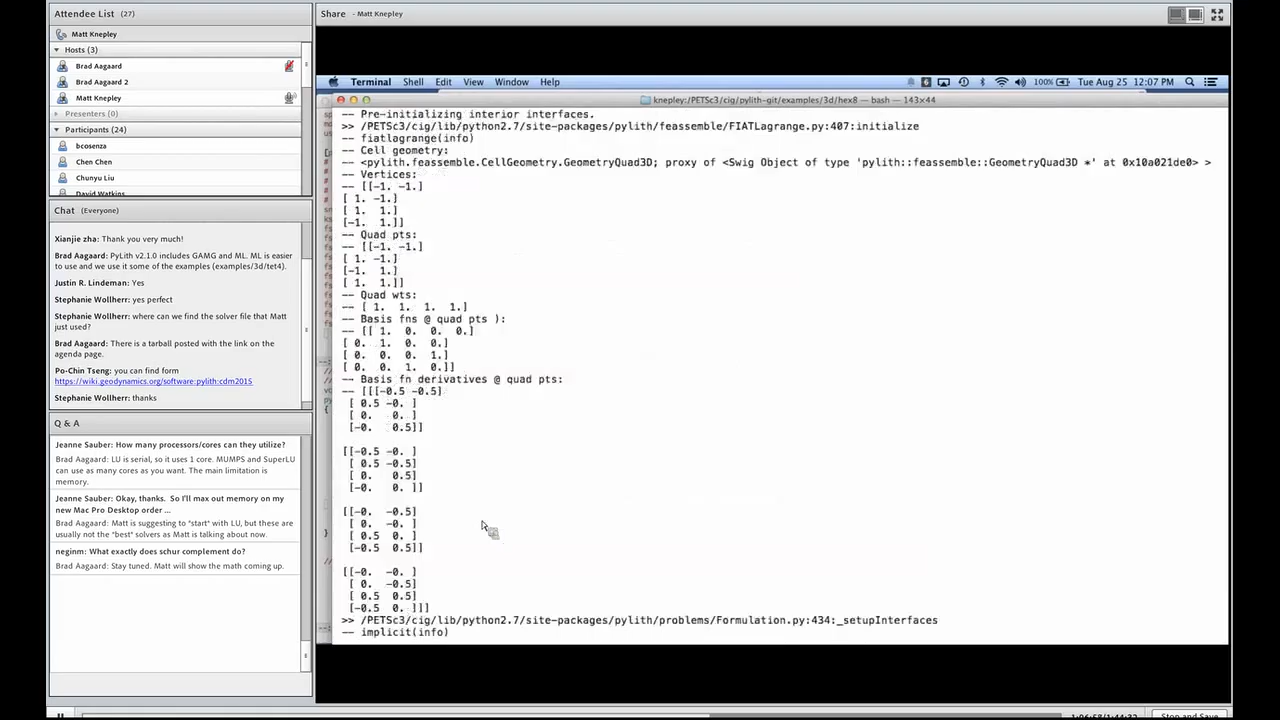 Attendee List (27)
Matt Knepley
Hosts (3)
Brad Aagaard
Brad Aagaard 2
Matt Knepley
Presenters (0)
Participants (24)
bcosenza
Chen Chen
Chunyu Liu
David Watkins
Chat (Everyone)
Xianjie zha: Thank you very much!
Brad Aagaard: PyLith v2.1.0 includes GAMG and ML. ML is easier
to use and we use it some of the examples (examples/3d/tet4).
Justin R. Lindeman: Yes
Stephanie Wollherr: yes perfect
Stephanie Wollherr: where can we find the solver file that Matt
just used?
Brad Aagaard: There is a tarball posted with the link on the
agenda page.
Po-Chin Tseng: you can find form
https://wiki.geodynamics.org/software:pylith:cdm2015
Stephanie Wollherr: thanks
Q & A
Jeanne Sauber: How many processors/cores can they utilize?
Brad Aagaard: LU is serial, so it uses 1 core. MUMPS and SuperLU
can use as many cores as you want. The main limitation is
memory.
Jeanne Sauber: Okay, thanks. So I'll max out memory on my
new Mac Pro Desktop order ...
Brad Aagaard: Matt is suggesting to *start* with LU, but these are
usually not the *best* solvers as Matt is talking about now.
neginm: What exactly does schur complement do?
Brad Aagaard: Stay tuned. Matt will show the math coming up.
Share - Matt Knepley
Terminal Shell Edit View Window Help 100% Tue Aug 25 12:07 PM
knepley:/PETSc3/cig/pylith-git/examples/3d/hex8 — bash — 143×44
-- Pre-initializing interior interfaces.
>> /PETSc3/cig/lib/python2.7/site-packages/pylith/feassemble/FIATLagrange.py:407:initialize
-- fiatlagrange(info)
-- Cell geometry:
-- <pylith.feassemble.CellGeometry.GeometryQuad3D; proxy of <Swig Object of type 'pylith::feassemble::GeometryQuad3D *' at 0x10a021de0> >
-- Vertices:
-- [[-1. -1.]
[ 1. -1.]
[ 1. 1.]
[-1. 1.]]
-- Quad pts:
-- [[-1. -1.]
[ 1. -1.]
[-1. 1.]
[ 1. 1.]]
-- Quad wts:
-- [ 1. 1. 1. 1.]
-- Basis fns @ quad pts ):
-- [[ 1. 0. 0. 0.]
[ 0. 1. 0. 0.]
[ 0. 0. 0. 1.]
[ 0. 0. 1. 0.]]
-- Basis fn derivatives @ quad pts:
-- [[[-0.5 -0.5]
[ 0.5 -0. ]
[ 0. 0. ]
[-0. 0.5]]
[[-0.5 -0. ]
[ 0.5 -0.5]
[ 0. 0.5]
[-0. 0. ]]
[[-0. -0.5]
[ 0. -0. ]
[ 0.5 0. ]
[-0.5 0.5]]
[[-0. -0. ]
[ 0. -0.5]
[ 0.5 0.5]
[-0.5 0. ]]]
>> /PETSc3/cig/lib/python2.7/site-packages/pylith/problems/Formulation.py:434:_setupInterfaces
-- implicit(info)